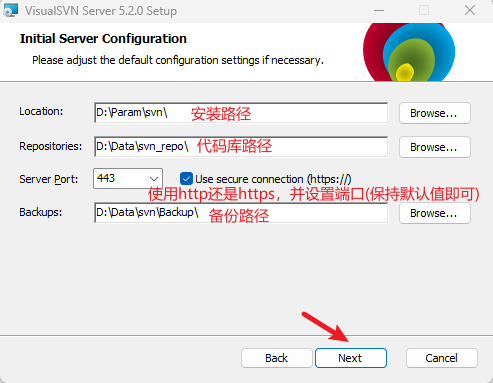 VisualSVN Server 5.2.0 Setup
Initial Server Configuration
Please adjust the default configuration settings if necessary.
Location: D:\Param\svn\ 安装路径 Browse...
Repositories: D:\Data\svn_repo\ 代码库路径 Browse...
Server Port: 443 Use secure connection (https://)
使用http还是https，并设置端口(保持默认值即可)
Backups: D:\Data\svn\Backup\ 备份路径 Browse...
Back Next Cancel